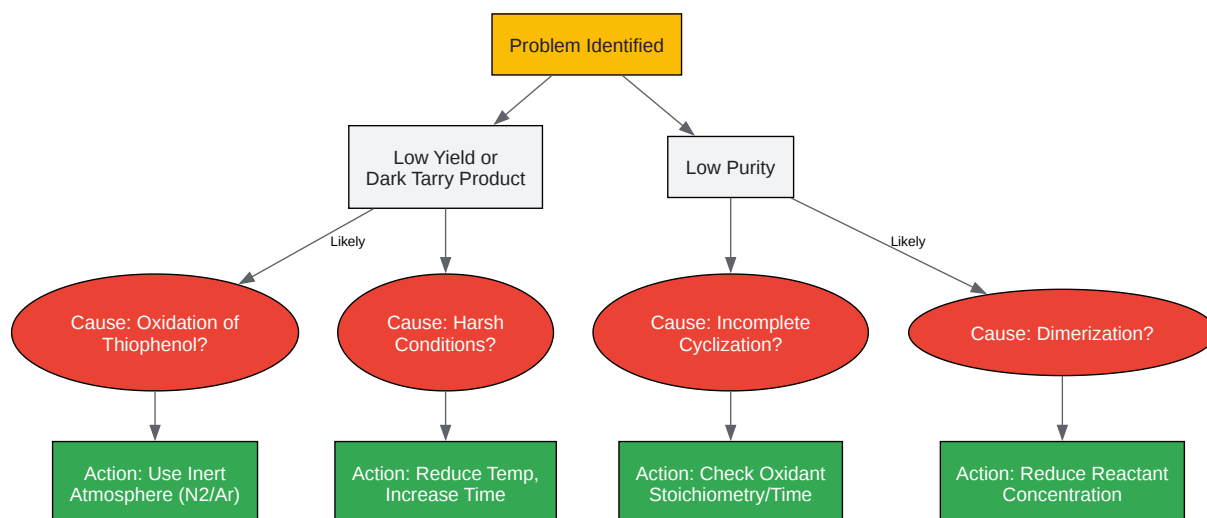 Problem Identified
Low Yield or
Dark Tarry Product
Low Purity
Likely
Likely
Cause: Oxidation of
Thiophenol?
Cause: Harsh
Conditions?
Cause: Incomplete
Cyclization?
Cause: Dimerization?
Action: Use Inert
Atmosphere (N2/Ar)
Action: Reduce Temp,
Increase Time
Action: Check Oxidant
Stoichiometry/Time
Action: Reduce Reactant
Concentration